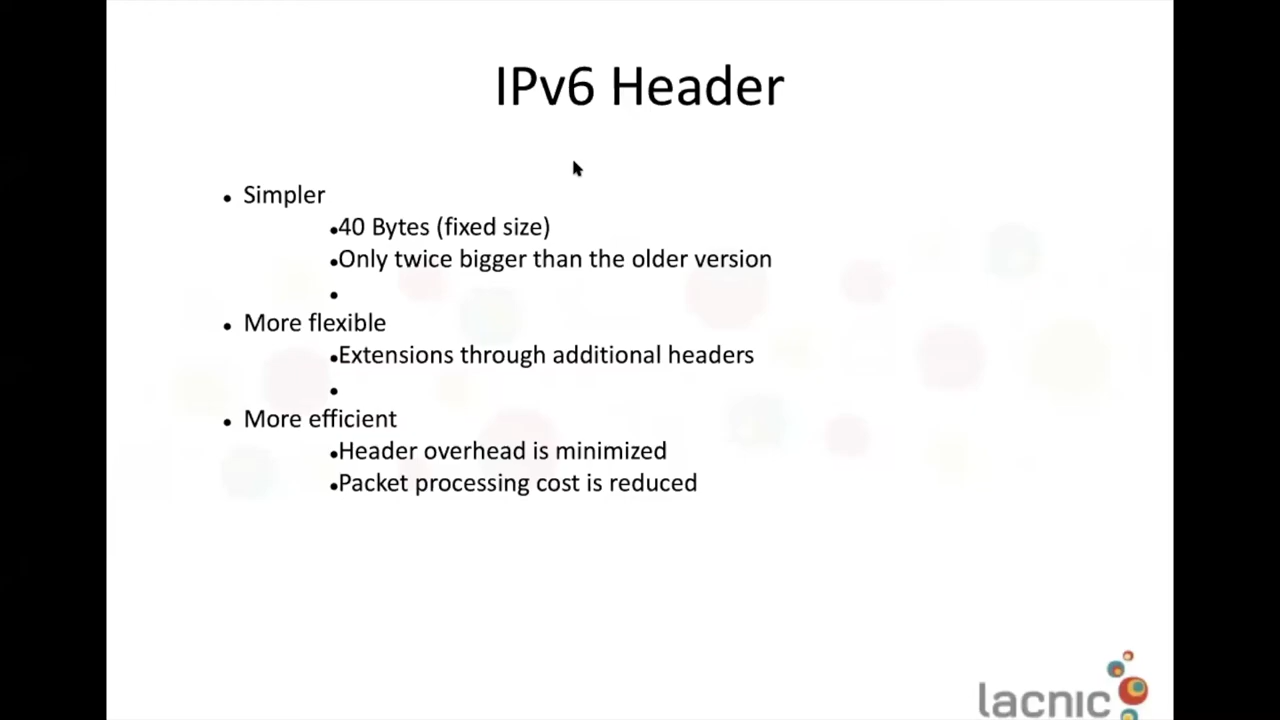 IPv6 Header
• Simpler
•40 Bytes (fixed size)
•Only twice bigger than the older version
•
• More flexible
•Extensions through additional headers
•
• More efficient
•Header overhead is minimized
•Packet processing cost is reduced
lacnic